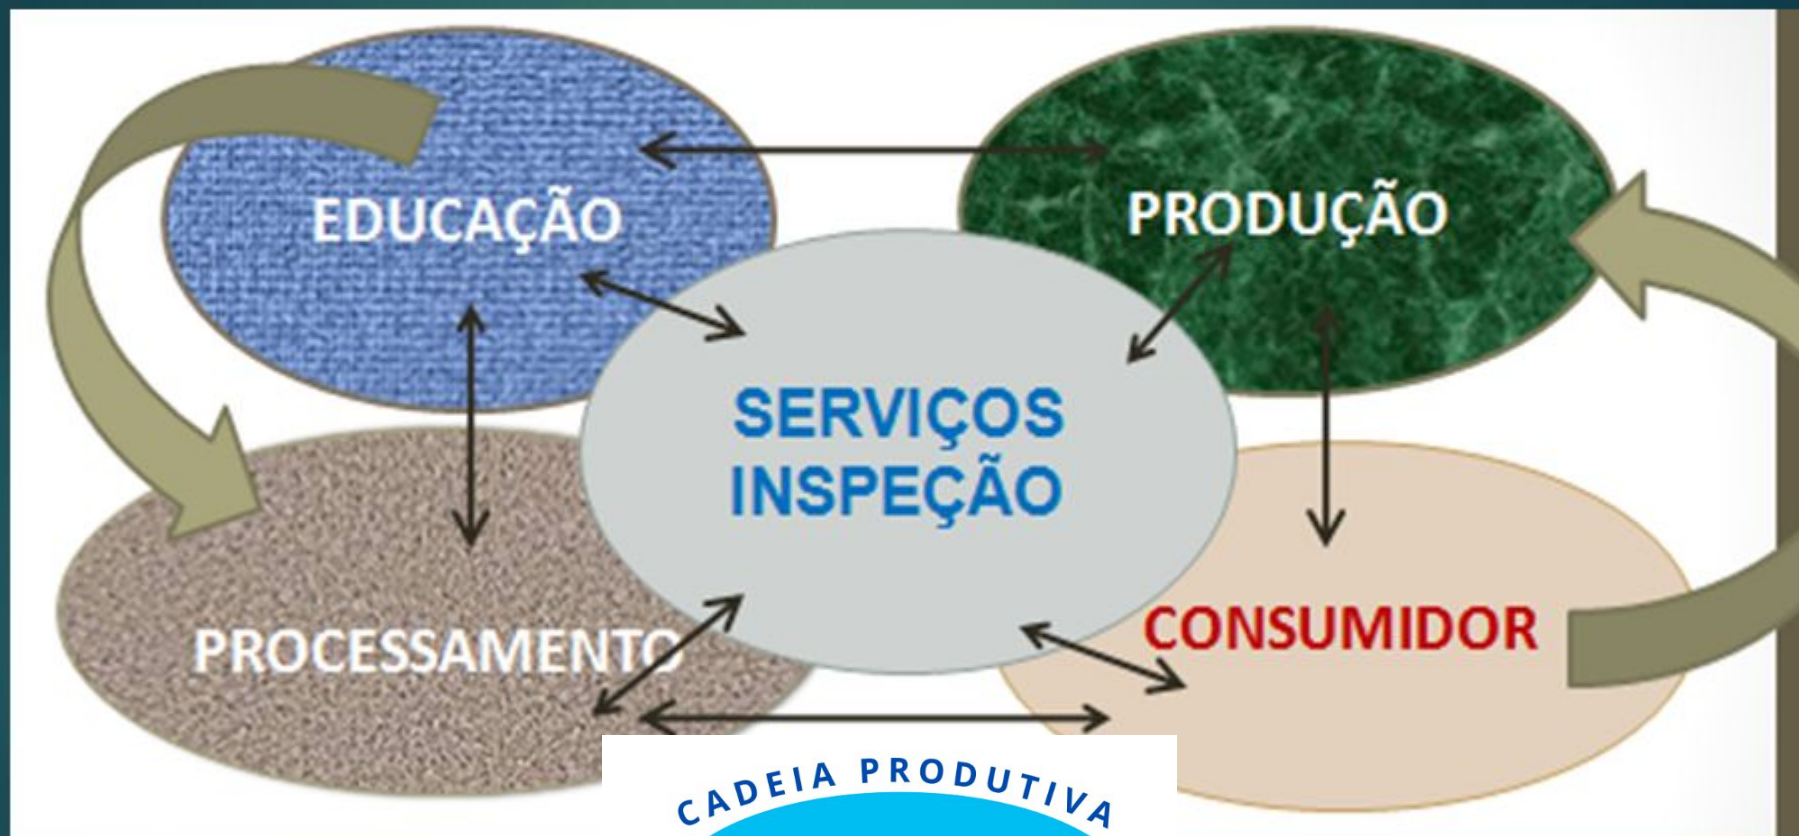 EDUCAÇÃO
PRODUÇÃO
SERVIÇOS
INSPEÇÃO
PROCESSAMENTO
CONSUMIDOR
CADEIA PRODUTIVA